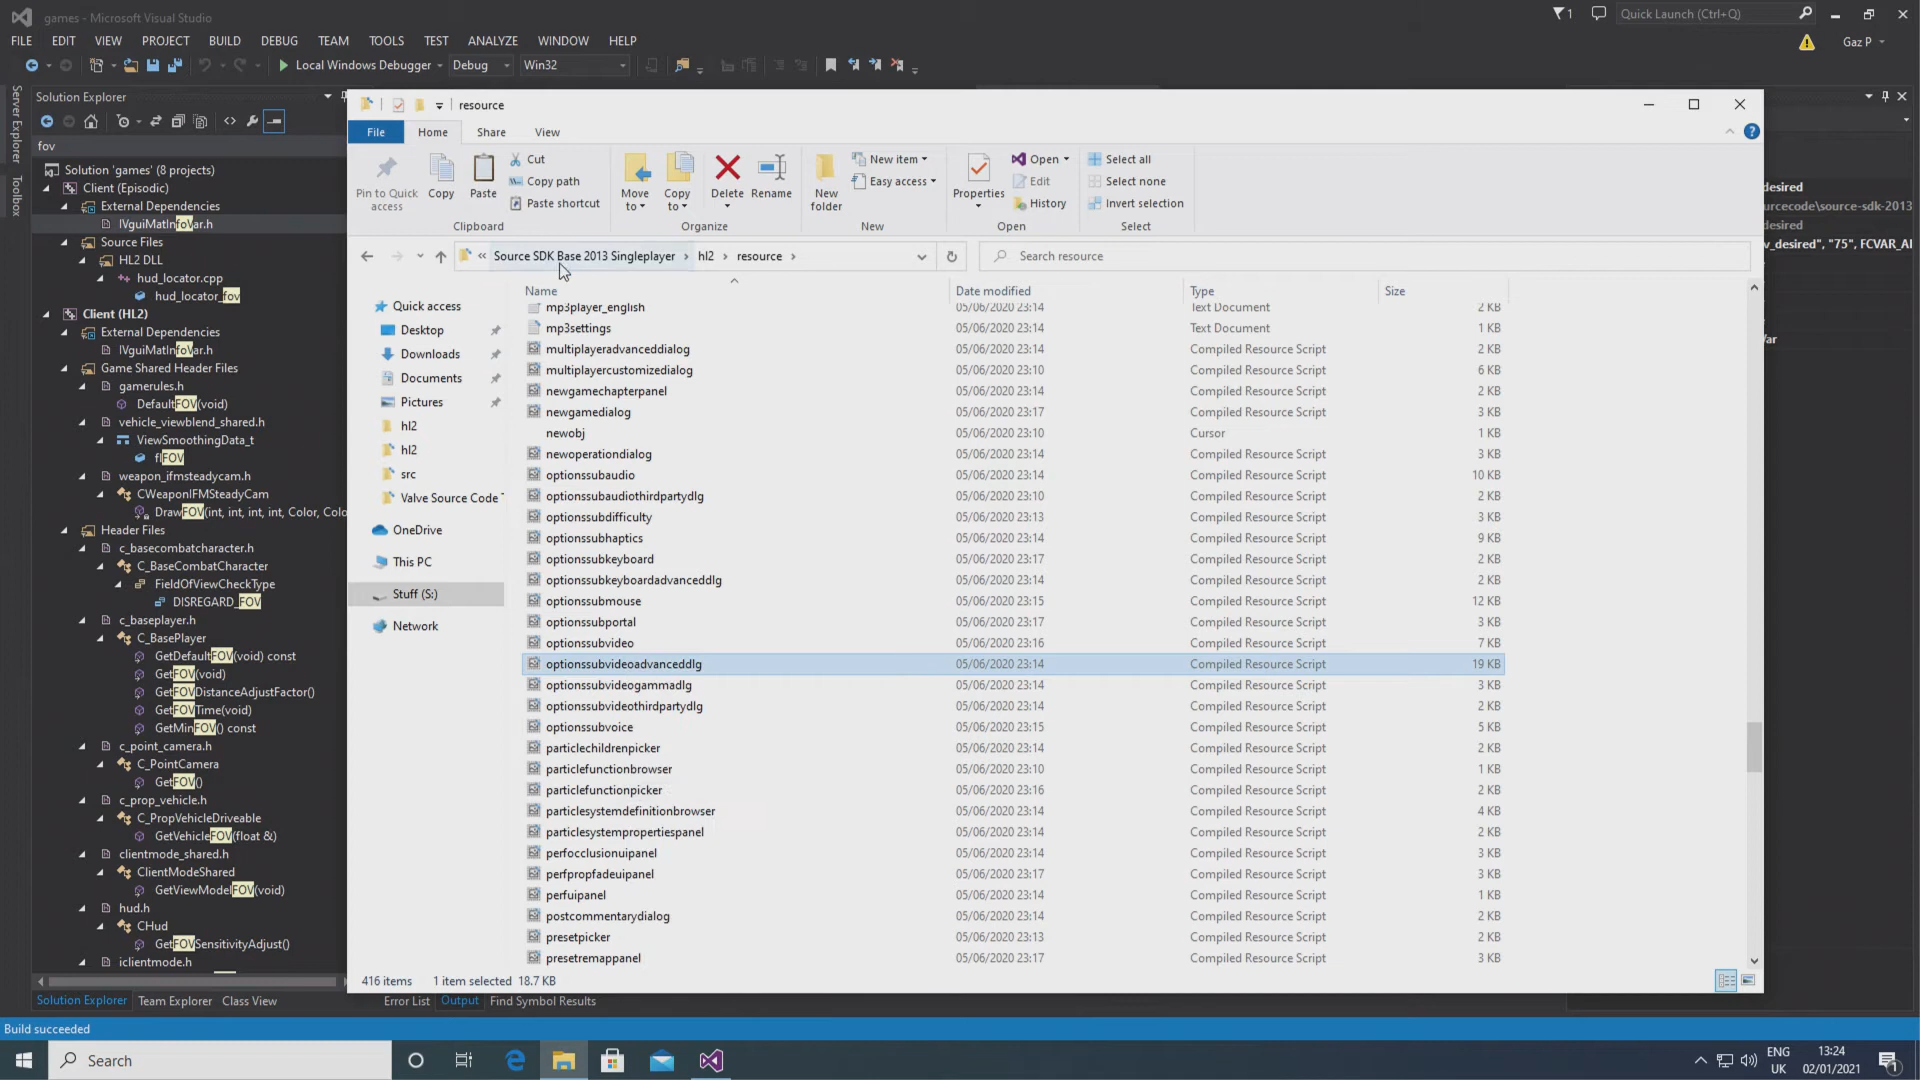 games - Microsoft Visual Studio
1
Quick Launch (Ctrl+Q)
FILE EDIT VIEW PROJECT BUILD DEBUG TEAM TOOLS TEST ANALYZE WINDOW HELP
Gaz P
Local Windows Debugger Debug Win32
Server Explorer
Toolbox
Solution Explorer
fov
Solution 'games' (8 projects)
Client (Episodic)
External Dependencies
IVguiMatInfoVar.h
Source Files
HL2 DLL
hud_locator.cpp
hud_locator_fov
Client (HL2)
External Dependencies
IVguiMatInfoVar.h
Game Shared Header Files
gamerules.h
DefaultFOV(void)
vehicle_viewblend_shared.h
ViewSmoothingData_t
flFOV
weapon_ifmsteadycam.h
CWeaponIFMSteadyCam
DrawFOV(int, int, int, int, Color, Colo
Header Files
c_basecombatcharacter.h
C_BaseCombatCharacter
FieldOfViewCheckType
DISREGARD_FOV
c_baseplayer.h
C_BasePlayer
GetDefaultFOV(void) const
GetFOV(void)
GetFOVDistanceAdjustFactor()
GetFOVTime(void)
GetMinFOV() const
c_point_camera.h
C_PointCamera
GetFOV()
c_prop_vehicle.h
C_PropVehicleDriveable
GetVehicleFOV(float &)
clientmode_shared.h
ClientModeShared
GetViewModelFOV(void)
hud.h
CHud
GetFOVSensitivityAdjust()
iclientmode.h
Solution Explorer Team Explorer Class View
Error List Output Find Symbol Results
Build succeeded
resource
File Home Share View
Pin to Quick access
Copy
Paste
Cut
Copy path
Paste shortcut
Clipboard
Move to
Copy to
Delete
Rename
Organize
New folder
New item
Easy access
New
Properties
Open
Edit
History
Open
Select all
Select none
Invert selection
Select
« Source SDK Base 2013 Singleplayer › hl2 › resource ›
Search resource
Quick access
Desktop
Downloads
Documents
Pictures
hl2
hl2
src
Valve Source Code
OneDrive
This PC
Stuff (S:)
Network
Name Date modified Type Size
mp3player_english 05/06/2020 23:14 Text Document 2 KB
mp3settings 05/06/2020 23:14 Text Document 1 KB
multiplayeradvanceddialog 05/06/2020 23:14 Compiled Resource Script 2 KB
multiplayercustomizedialog 05/06/2020 23:10 Compiled Resource Script 6 KB
newgamechapterpanel 05/06/2020 23:14 Compiled Resource Script 2 KB
newgamedialog 05/06/2020 23:17 Compiled Resource Script 3 KB
newobj 05/06/2020 23:10 Cursor 1 KB
newoperationdialog 05/06/2020 23:14 Compiled Resource Script 3 KB
optionssubaudio 05/06/2020 23:14 Compiled Resource Script 10 KB
optionssubaudiothirdpartydlg 05/06/2020 23:10 Compiled Resource Script 2 KB
optionssubdifficulty 05/06/2020 23:13 Compiled Resource Script 3 KB
optionssubhaptics 05/06/2020 23:14 Compiled Resource Script 9 KB
optionssubkeyboard 05/06/2020 23:17 Compiled Resource Script 2 KB
optionssubkeyboardadvanceddlg 05/06/2020 23:14 Compiled Resource Script 2 KB
optionssubmouse 05/06/2020 23:15 Compiled Resource Script 12 KB
optionssubportal 05/06/2020 23:17 Compiled Resource Script 3 KB
optionssubvideo 05/06/2020 23:16 Compiled Resource Script 7 KB
optionssubvideoadvanceddlg 05/06/2020 23:14 Compiled Resource Script 19 KB
optionssubvideogammadlg 05/06/2020 23:14 Compiled Resource Script 3 KB
optionssubvideothirdpartydlg 05/06/2020 23:14 Compiled Resource Script 2 KB
optionssubvoice 05/06/2020 23:15 Compiled Resource Script 5 KB
particlechildrenpicker 05/06/2020 23:14 Compiled Resource Script 2 KB
particlefunctionbrowser 05/06/2020 23:10 Compiled Resource Script 1 KB
particlefunctionpicker 05/06/2020 23:16 Compiled Resource Script 2 KB
particlesystemdefinitionbrowser 05/06/2020 23:14 Compiled Resource Script 4 KB
particlesystempropertiespanel 05/06/2020 23:14 Compiled Resource Script 2 KB
perfocclusionuipanel 05/06/2020 23:14 Compiled Resource Script 3 KB
perfpropfadeuipanel 05/06/2020 23:17 Compiled Resource Script 3 KB
perfuipanel 05/06/2020 23:14 Compiled Resource Script 1 KB
postcommentarydialog 05/06/2020 23:14 Compiled Resource Script 2 KB
presetpicker 05/06/2020 23:13 Compiled Resource Script 2 KB
presetremappanel 05/06/2020 23:17 Compiled Resource Script 3 KB
416 items 1 item selected 18.7 KB
desired
urcecode\source-sdk-2013
desired
v_desired", "75", FCVAR_AI
Var
Search
ENG
UK
13:24
02/01/2021
1